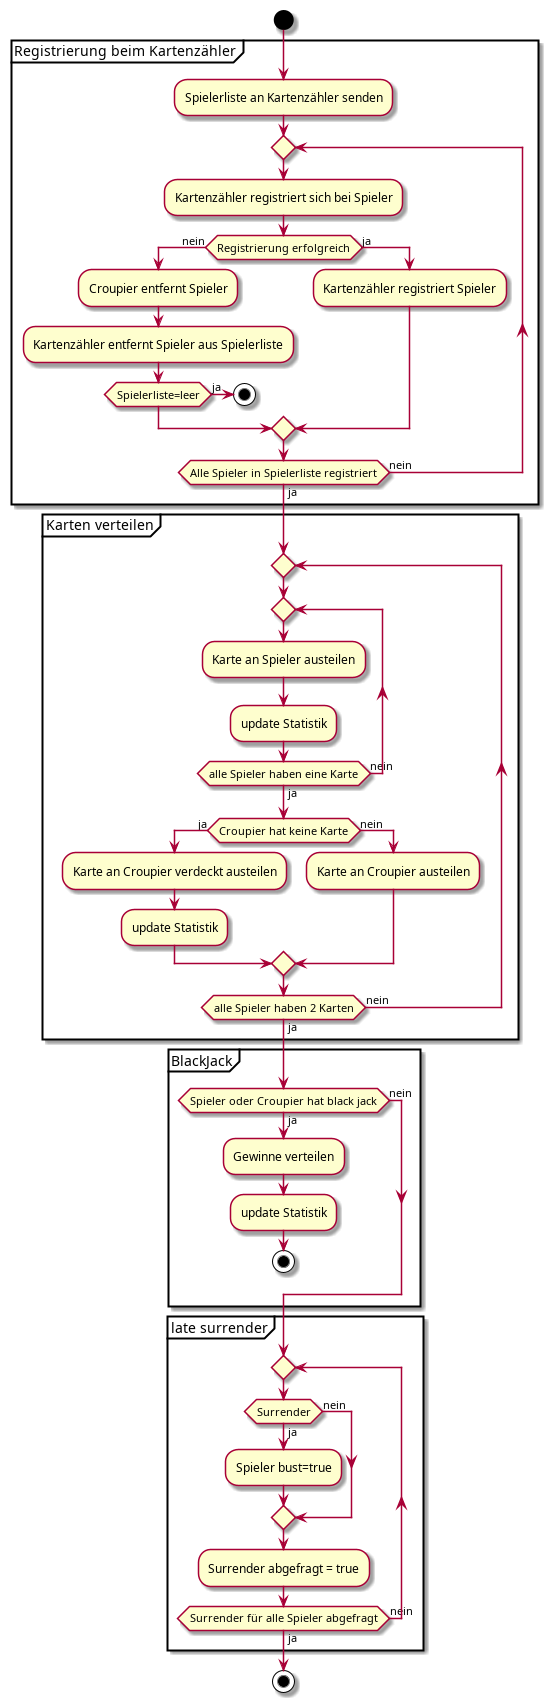 Registrierung beim Kartenzähler
Spielerliste an Kartenzähler senden
Kartenzähler registriert sich bei Spieler
nein
Registrierung erfolgreich
ja
Croupier entfernt Spieler
Kartenzähler registriert Spieler
Kartenzähler entfernt Spieler aus Spielerliste
Spielerliste=leer
ja
Alle Spieler in Spielerliste registriert
nein
ja
Karten verteilen
Karte an Spieler austeilen
update Statistik
alle Spieler haben eine Karte
nein
ja
ja
Croupier hat keine Karte
nein
Karte an Croupier verdeckt austeilen
Karte an Croupier austeilen
update Statistik
alle Spieler haben 2 Karten
nein
ja
BlackJack
Spieler oder Croupier hat black jack
nein
ja
Gewinne verteilen
update Statistik
late surrender
Surrender
nein
ja
Spieler bust=true
Surrender abgefragt = true
Surrender für alle Spieler abgefragt
nein
ja